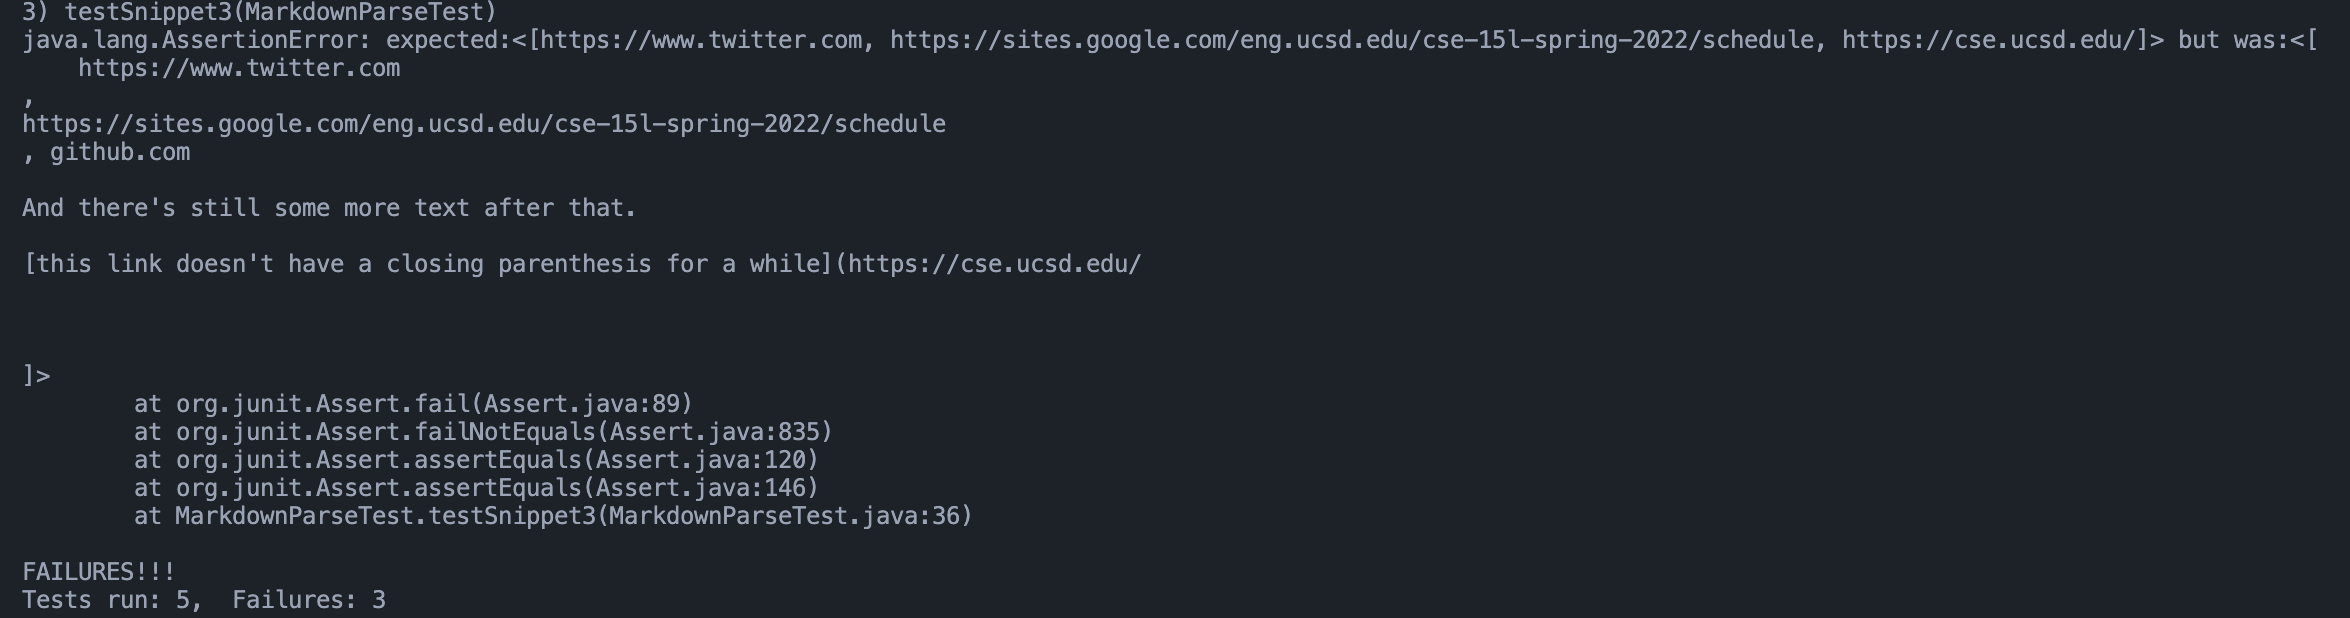 3) testSnippet3(MarkdownParseTest)
java.lang.AssertionError: expected:<[https://www.twitter.com, https://sites.google.com/eng.ucsd.edu/cse-15l-spring-2022/schedule, https://cse.ucsd.edu/]> but was:<[
    https://www.twitter.com
,
https://sites.google.com/eng.ucsd.edu/cse-15l-spring-2022/schedule
, github.com

And there's still some more text after that.

[this link doesn't have a closing parenthesis for a while](https://cse.ucsd.edu/



]>
        at org.junit.Assert.fail(Assert.java:89)
        at org.junit.Assert.failNotEquals(Assert.java:835)
        at org.junit.Assert.assertEquals(Assert.java:120)
        at org.junit.Assert.assertEquals(Assert.java:146)
        at MarkdownParseTest.testSnippet3(MarkdownParseTest.java:36)

FAILURES!!!
Tests run: 5,  Failures: 3